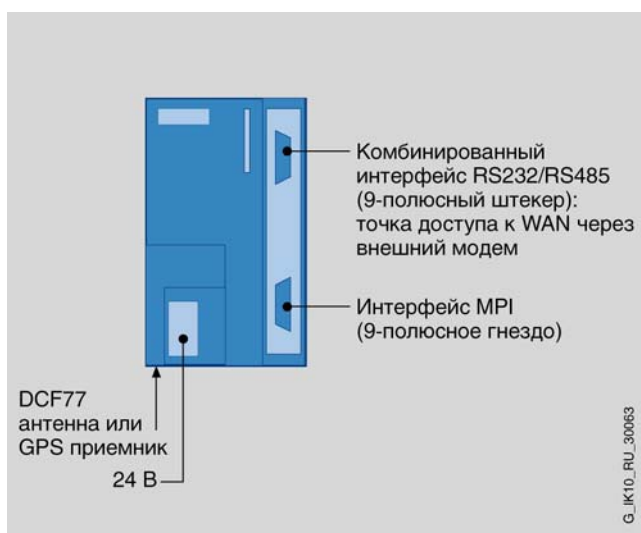 Комбинированный
интерфейс RS232/RS485
(9-полюсный штекер):
точка доступа к WAN через
внешний модем
Интерфейс MPI
(9-полюсное гнездо)
DCF77
антенна или
GPS приемник
24 В
G_IK10_RU_30063